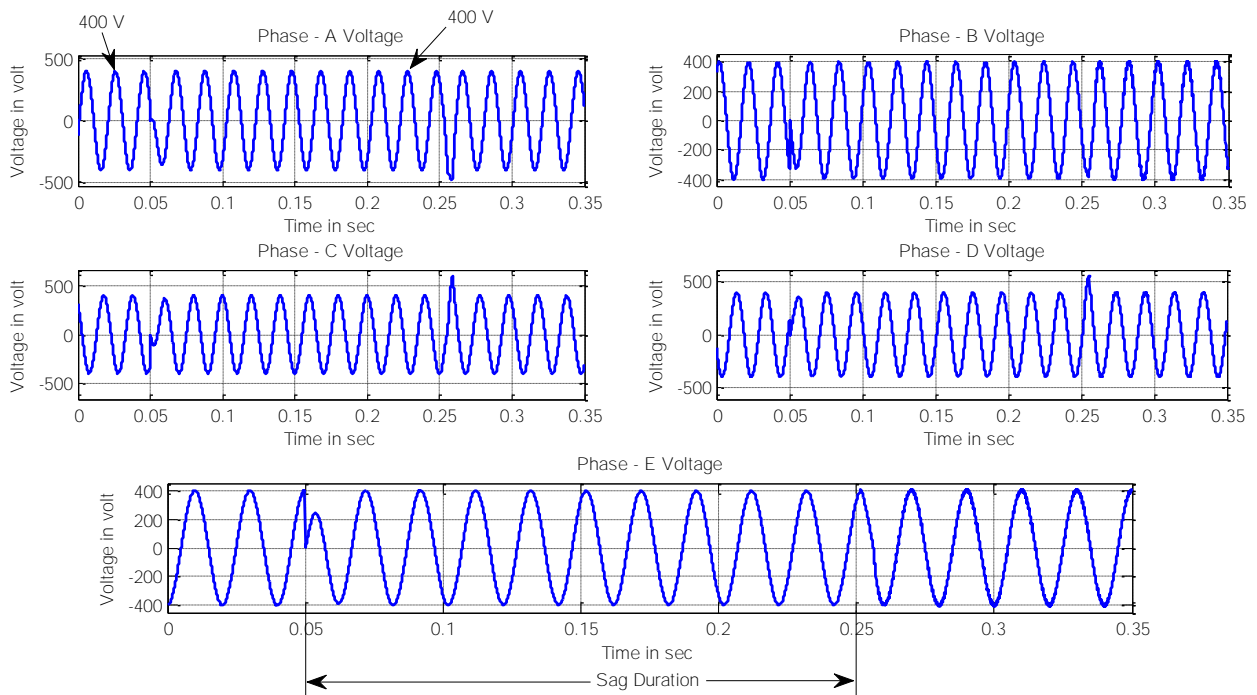 400 V
400 V
Phase - A Voltage
Voltage in volt
500
0
-500
0 0.05 0.1 0.15 0.2 0.25 0.3 0.35
Time in sec
Phase - B Voltage
Voltage in volt
400
200
0
-200
-400
0 0.05 0.1 0.15 0.2 0.25 0.3 0.35
Time in sec
Phase - C Voltage
Voltage in volt
500
0
-500
0 0.05 0.1 0.15 0.2 0.25 0.3 0.35
Time in sec
Phase - D Voltage
Voltage in volt
500
0
-500
0 0.05 0.1 0.15 0.2 0.25 0.3 0.35
Time in sec
Phase - E Voltage
Voltage in volt
400
200
0
-200
-400
0 0.05 0.1 0.15 0.2 0.25 0.3 0.35
Time in sec
Sag Duration